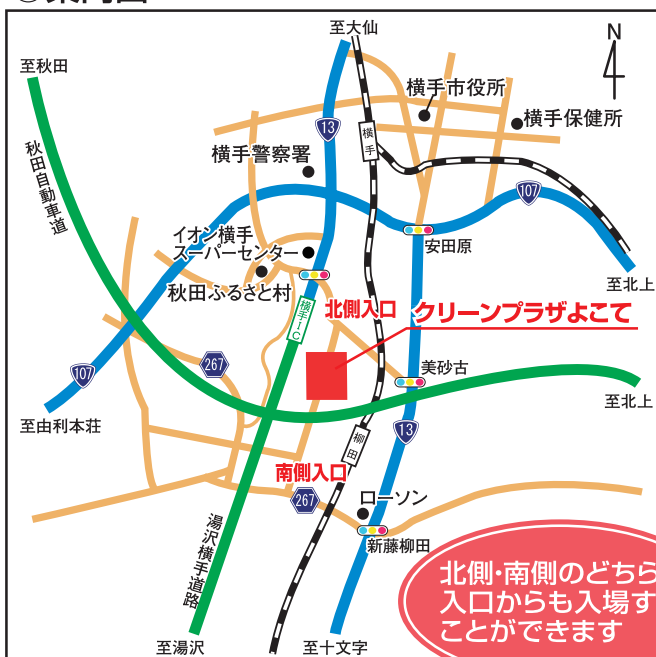 至大仙
至秋田
N
横手市役所
横手保健所
13
横手
横手警察署
秋田自動車道
107
安田原
イオン横手
スーパーセンター
秋田ふるさと村
至北上
横手IC
北側入口
クリーンプラザよこて
267
美砂古
107
至北上
至由利本荘
13
柳田
南側入口
267
ローソン
新藤柳田
湯沢横手道路
北側・南側のどちら
入口からも入場す
ことができます
至湯沢
至十文字